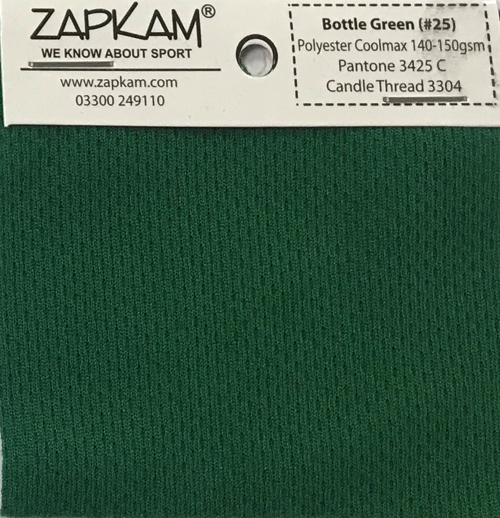 ZAPKAM®
WE KNOW ABOUT SPORT
www.zapkam.com
03300 249110
Bottle Green (#25)
Polyester Coolmax 140-150gsm
Pantone 3425 C
Candle Thread 3304